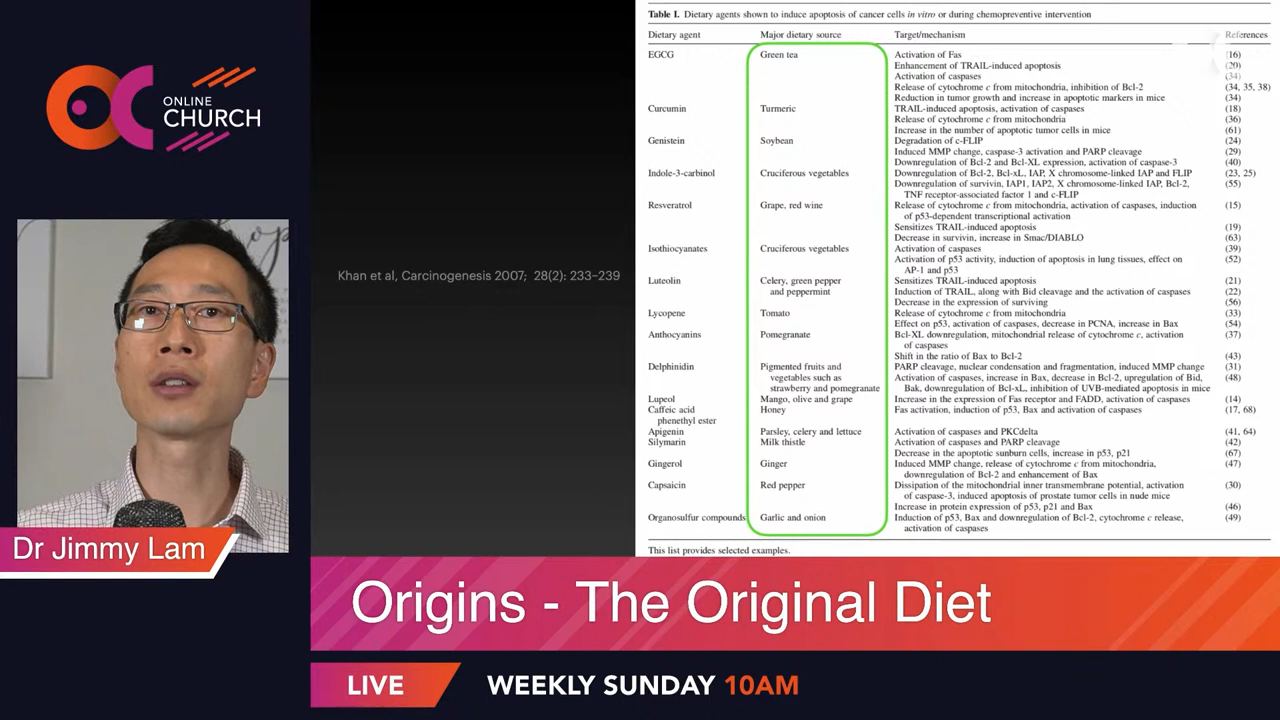 OC ONLINE
CHURCH
Dr Jimmy Lam
Khan et al, Carcinogenesis 2007; 28(2): 233–239
Table I. Dietary agents shown to induce apoptosis of cancer cells in vitro or during chemopreventive intervention
Dietary agent Major dietary source Target/mechanism References
EGCG Green tea Activation of Fas (16)
Enhancement of TRAIL-induced apoptosis (29)
Activation of caspases (34)
Release of cytochrome c from mitochondria, inhibition of Bcl-2 (34, 35, 38)
Reduction in tumor growth and increase in apoptotic markers in mice (34)
Curcumin Turmeric TRAIL-induced apoptosis, activation of caspases (18)
Release of cytochrome c from mitochondria (36)
Increase in the number of apoptotic tumor cells in mice (61)
Genistein Soybean Degradation of c-FLIP (24)
Induced MMP change, caspase-3 activation and PARP cleavage (29)
Downregulation of Bcl-2 and Bcl-XL expression, activation of caspase-3 (40)
Indole-3-carbinol Cruciferous vegetables Downregulation of Bcl-2, Bcl-xL, IAP, X chromosome-linked IAP and FLIP (23, 25)
Downregulation of survivin, IAP1, IAP2, X chromosome-linked IAP, Bcl-2, (55)
TNF receptor-associated factor 1 and c-FLIP
Resveratrol Grape, red wine Release of cytochrome c from mitochondria, activation of caspases, induction (15)
of p53-dependent transcriptional activation
Sensitizes TRAIL-induced apoptosis (19)
Decrease in survivin, increase in Smac/DIABLO (63)
Isothiocyanates Cruciferous vegetables Activation of caspases (39)
Activation of p53 activity, induction of apoptosis in lung tissues, effect on (52)
AP-1 and p53
Luteolin Celery, green pepper Sensitizes TRAIL-induced apoptosis (21)
and peppermint Induction of TRAIL, along with Bid cleavage and the activation of caspases (22)
Decrease in the expression of surviving (56)
Lycopene Tomato Release of cytochrome c from mitochondria (33)
Effect on p53, activation of caspases, decrease in PCNA, increase in Bax (54)
Anthocyanins Pomegranate Bcl-XL downregulation, mitochondrial release of cytochrome c, activation (37)
of caspases
Shift in the ratio of Bax to Bcl-2 (43)
Delphinidin Pigmented fruits and PARP cleavage, nuclear condensation and fragmentation, induced MMP change (31)
vegetables such as Activation of caspases, increase in Bax, decrease in Bcl-2, upregulation of Bid, (48)
strawberry and pomegranate Bak, downregulation of Bcl-xL, inhibition of UVB-mediated apoptosis in mice
Lupeol Mango, olive and grape Increase in the expression of Fas receptor and FADD, activation of caspases (14)
Caffeic acid Honey Fas activation, induction of p53, Bax and activation of caspases (17, 68)
phenethyl ester
Apigenin Parsley, celery and lettuce Activation of caspases and PKCdelta (41, 64)
Silymarin Milk thistle Activation of caspases and PARP cleavage (42)
Decrease in the apoptotic sunburn cells, increase in p53, p21 (67)
Gingerol Ginger Induced MMP change, release of cytochrome c from mitochondria, (47)
downregulation of Bcl-2 and enhancement of Bax
Capsaicin Red pepper Dissipation of the mitochondrial inner transmembrane potential, activation (30)
of caspase-3, induced apoptosis of prostate tumor cells in nude mice
Increase in protein expression of p53, p21 and Bax (46)
Organosulfur compounds Garlic and onion Induction of p53, Bax and downregulation of Bcl-2, cytochrome c release, (49)
activation of caspases
This list provides selected examples.
Origins - The Original Diet
LIVE WEEKLY SUNDAY 10AM